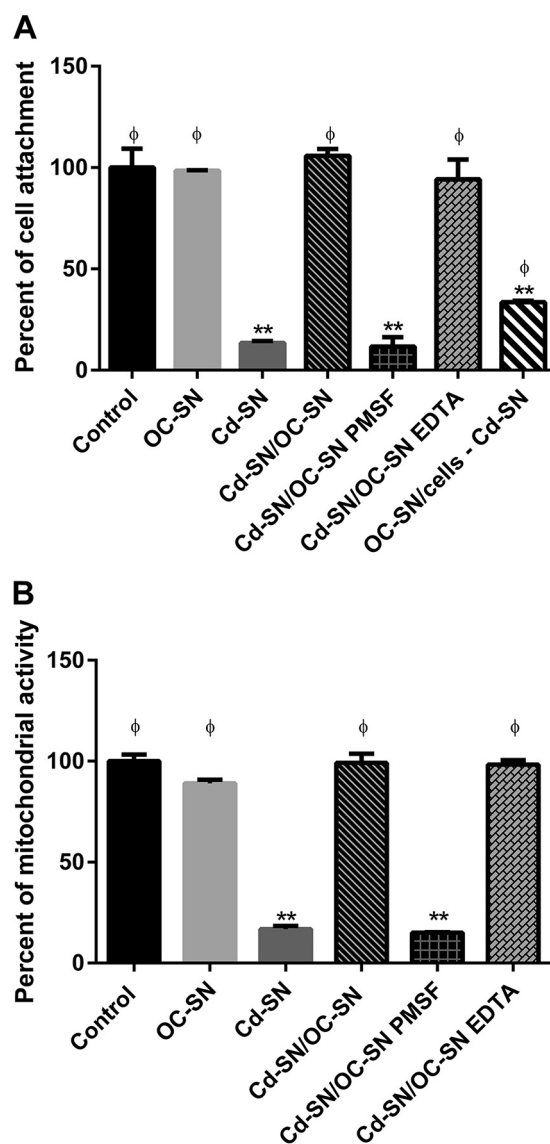 A
Percent of cell attachment
150
100
50
0
ϕ
ϕ
**
ϕ
**
ϕ
ϕ
**
Control
OC-SN
Cd-SN
Cd-SN/OC-SN
Cd-SN/OC-SN PMSF
Cd-SN/OC-SN EDTA
OC-SN/cells - Cd-SN
B
Percent of mitochondrial activity
150
100
50
0
ϕ
ϕ
**
ϕ
**
ϕ
Control
OC-SN
Cd-SN
Cd-SN/OC-SN
Cd-SN/OC-SN PMSF
Cd-SN/OC-SN EDTA